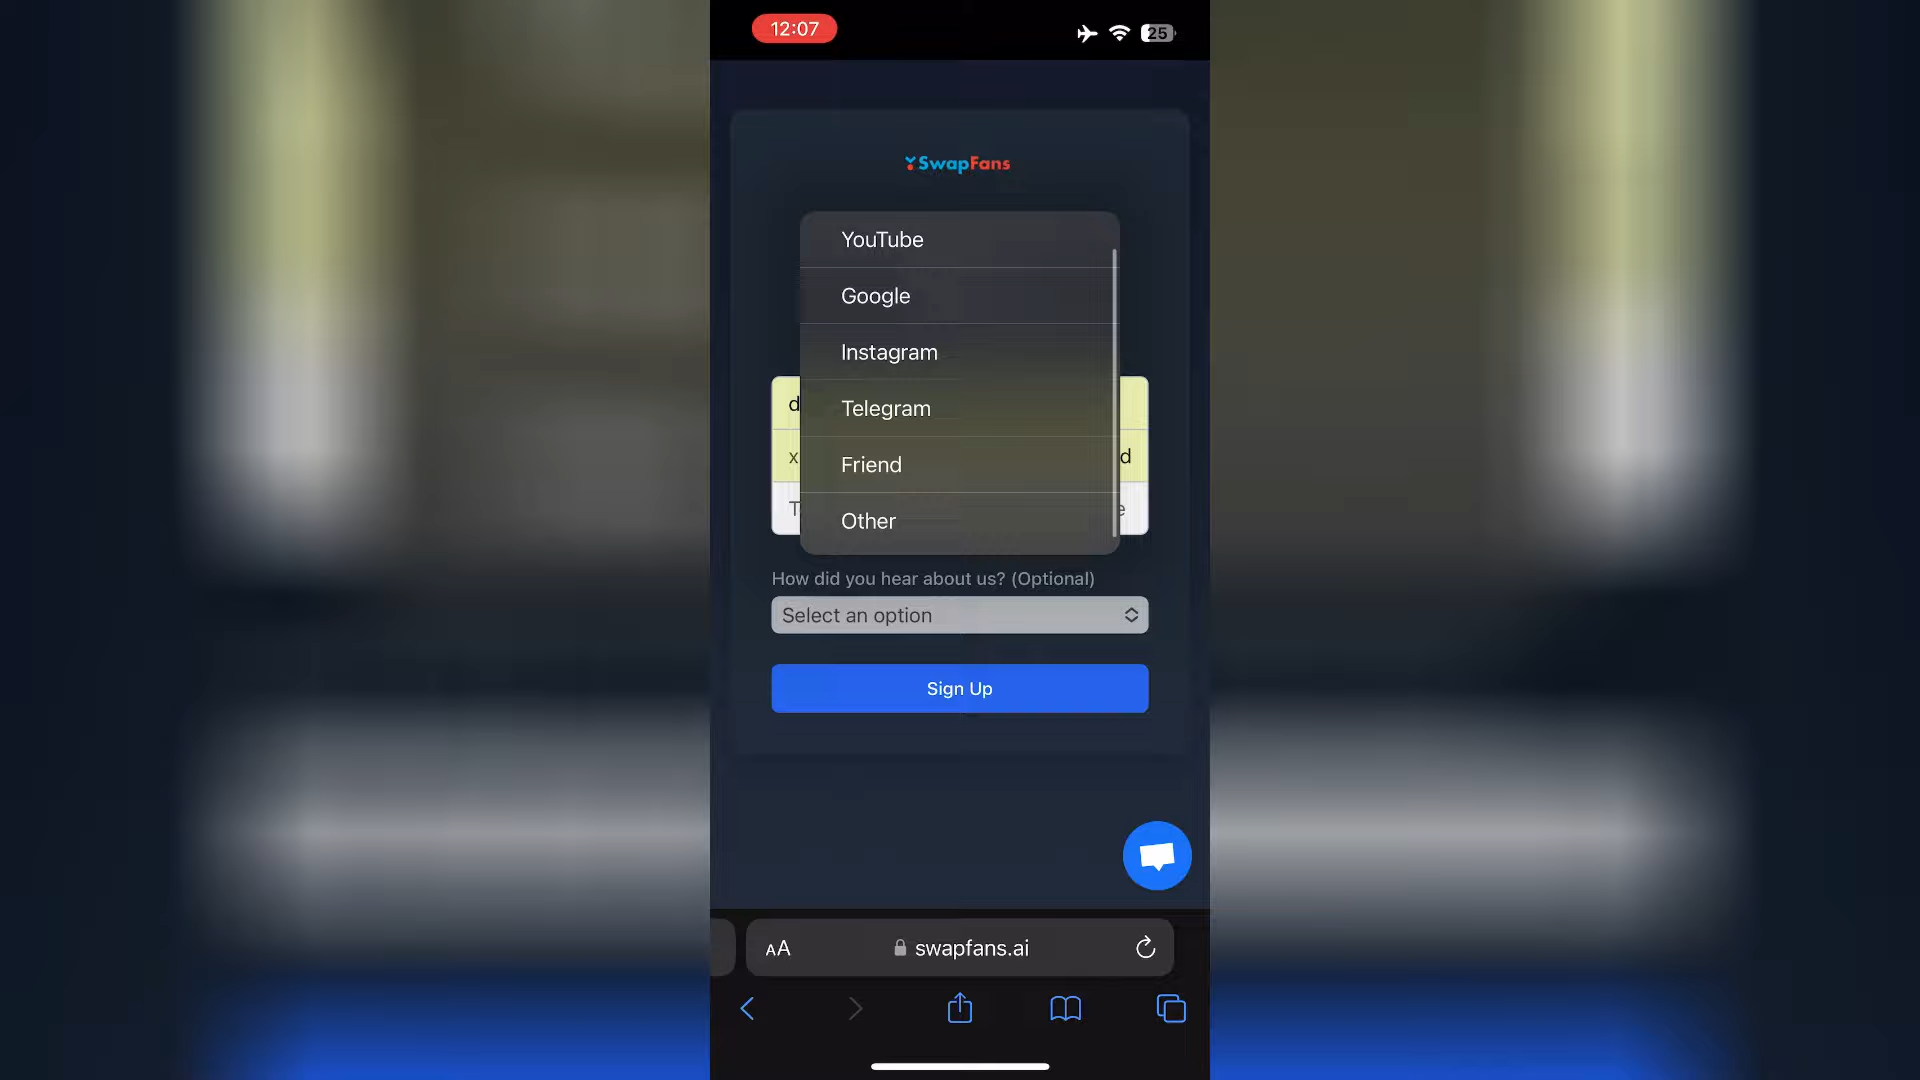 12:07
25
SwapFans
YouTube
Google
Instagram
d
Telegram
x
d
Friend
T
e
Other
How did you hear about us? (Optional)
Select an option
Sign Up
AA
swapfans.ai